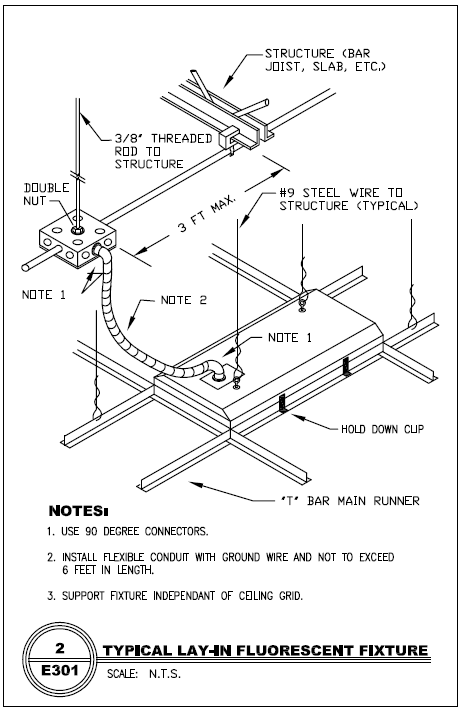 STRUCTURE (BAR
JOIST, SLAB, ETC.)
3/8" THREADED
ROD TO
STRUCTURE
DOUBLE
NUT
3 FT MAX.
#9 STEEL WIRE TO
STRUCTURE (TYPICAL)
NOTE 1
NOTE 2
NOTE 1
HOLD DOWN CLIP
"T" BAR MAIN RUNNER
NOTES:
1. USE 90 DEGREE CONNECTORS.
2. INSTALL FLEXIBLE CONDUIT WITH GROUND WIRE AND NOT TO EXCEED
6 FEET IN LENGTH.
3. SUPPORT FIXTURE INDEPENDANT OF CEILING GRID.
2
E301
TYPICAL LAY-IN FLUORESCENT FIXTURE
SCALE: N.T.S.